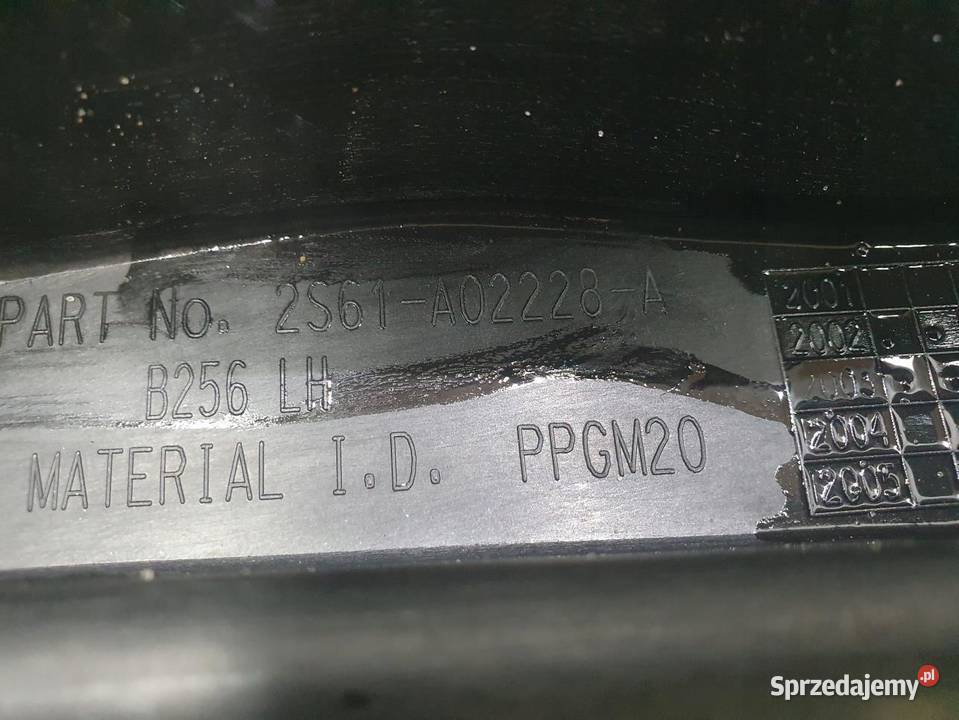 PART No. 2S61-A02228-A
B256 LH
MATERIAL I.D. PPGM20
2001
2002
2003
2004
2005
Sprzedajemy.pl